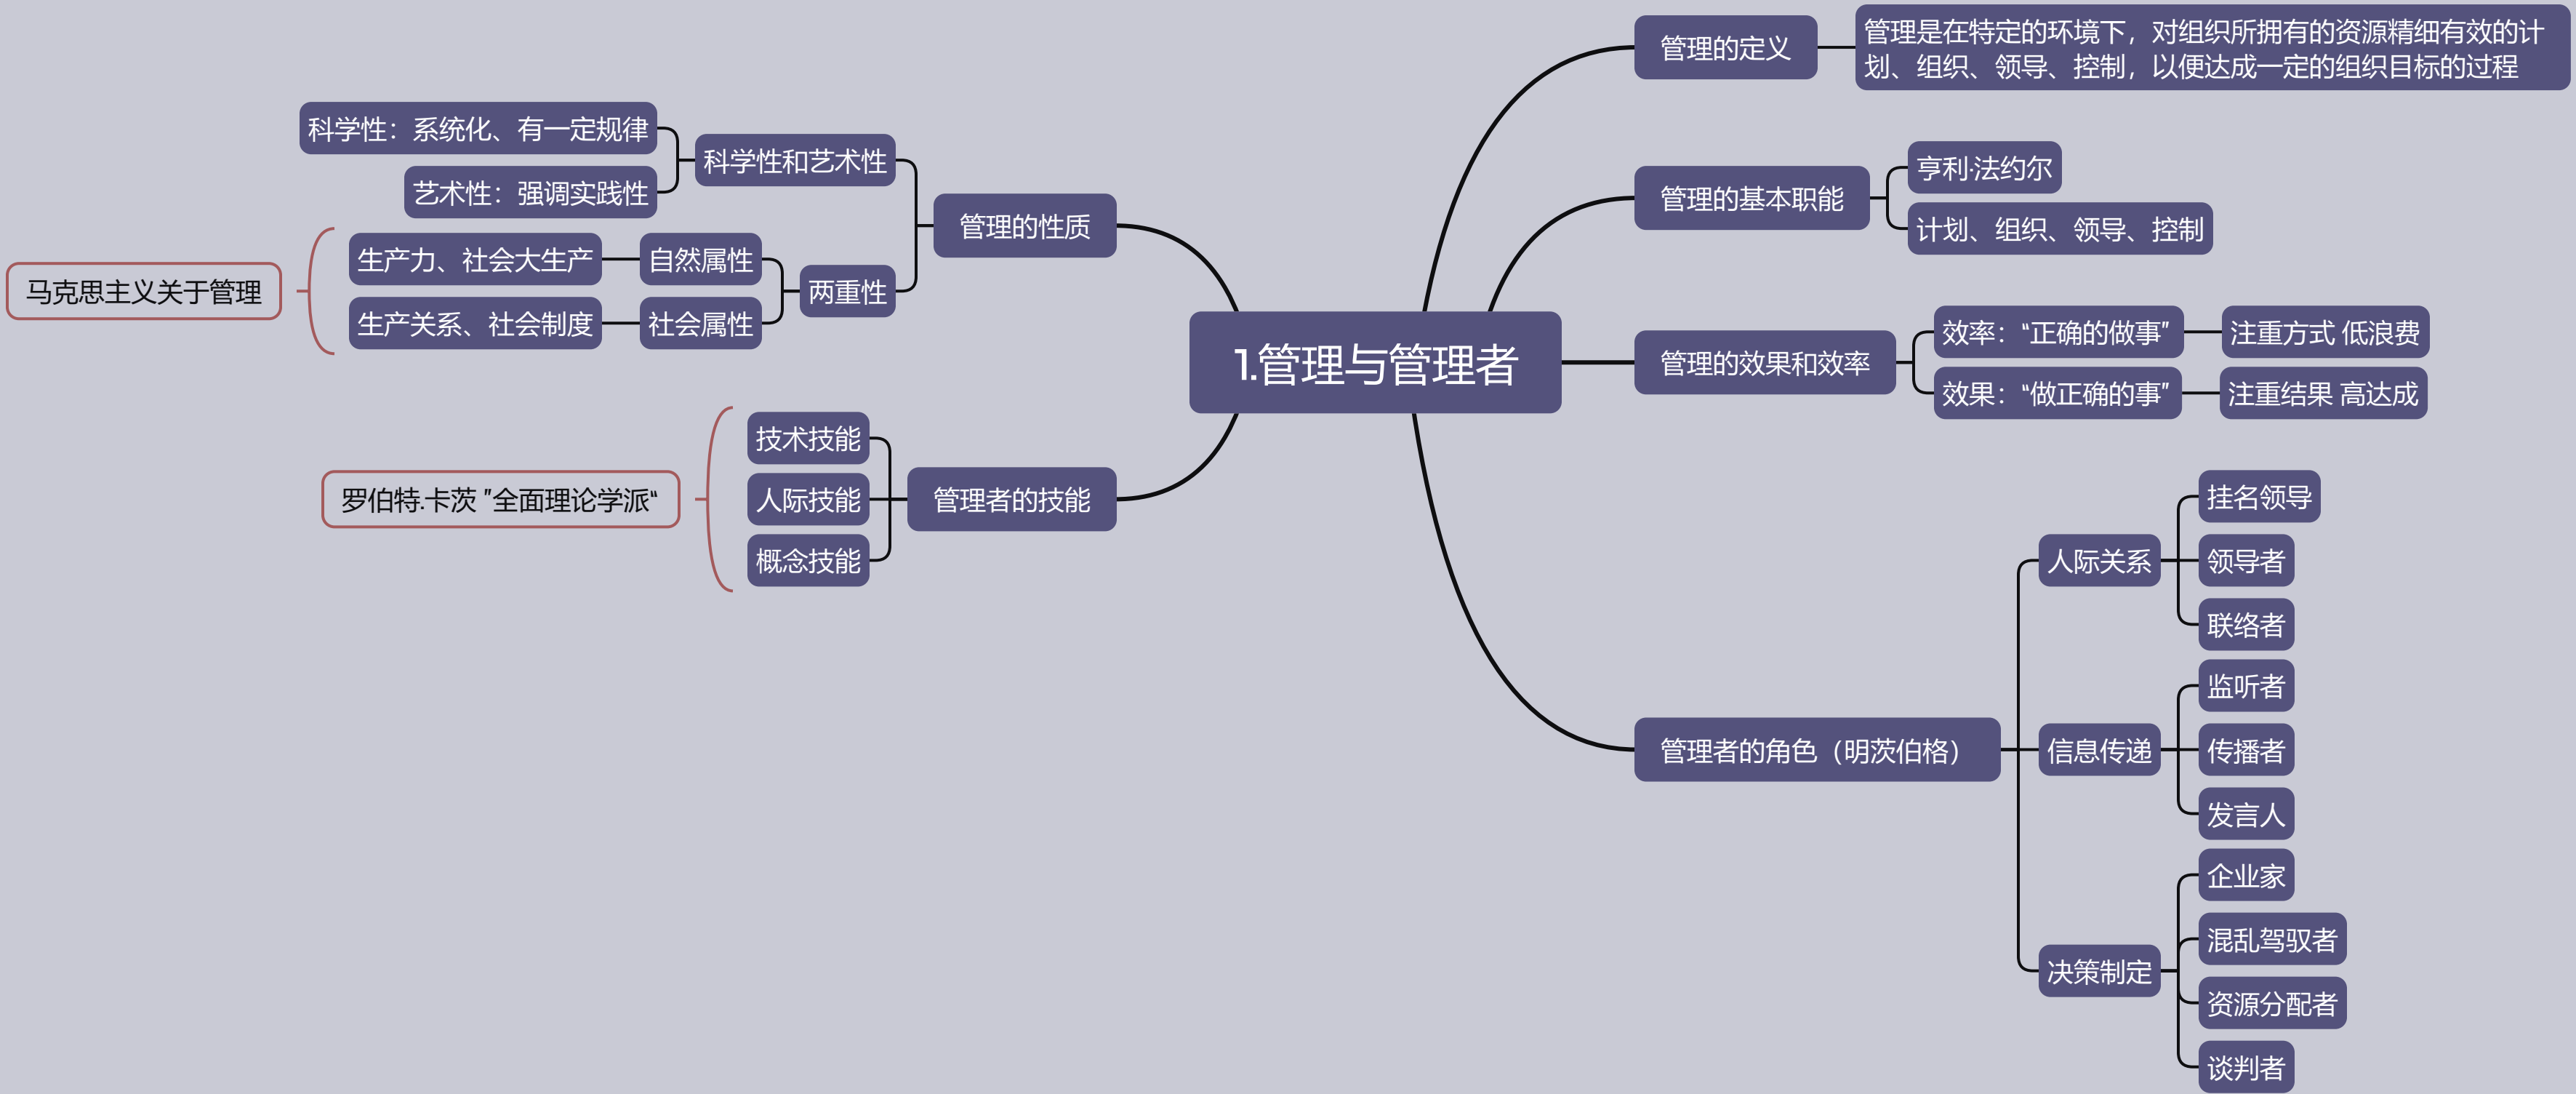 1.管理与管理者
管理的定义
管理是在特定的环境下，对组织所拥有的资源精细有效的计
划、组织、领导、控制，以便达成一定的组织目标的过程
管理的基本职能
亨利·法约尔
计划、组织、领导、控制
管理的效果和效率
效率：“正确的做事”
注重方式 低浪费
效果：“做正确的事”
注重结果 高达成
管理者的角色（明茨伯格）
人际关系
挂名领导
领导者
联络者
信息传递
监听者
传播者
发言人
决策制定
企业家
混乱驾驭者
资源分配者
谈判者
管理的性质
科学性和艺术性
科学性：系统化、有一定规律
艺术性：强调实践性
两重性
自然属性
生产力、社会大生产
社会属性
生产关系、社会制度
马克思主义关于管理
管理者的技能
技术技能
人际技能
概念技能
罗伯特.卡茨 ”全面理论学派“